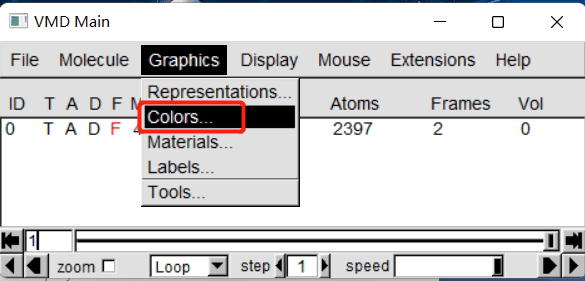 VMD Main
File Molecule Graphics Display Mouse Extensions Help
Representations...
Colors...
Materials...
Labels...
Tools...
ID T A D F Atoms Frames Vol
0 T A D F 4 2397 2 0
1
zoom Loop step 1 speed